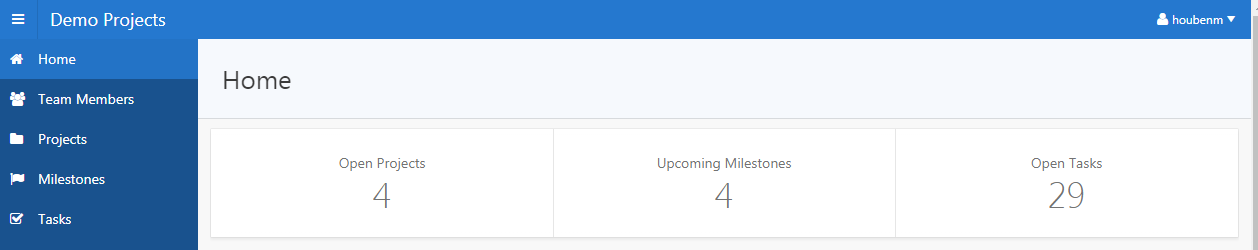 Demo Projects
houbenm
Home
Team Members
Projects
Milestones
Tasks
Home
Open Projects
4
Upcoming Milestones
4
Open Tasks
29